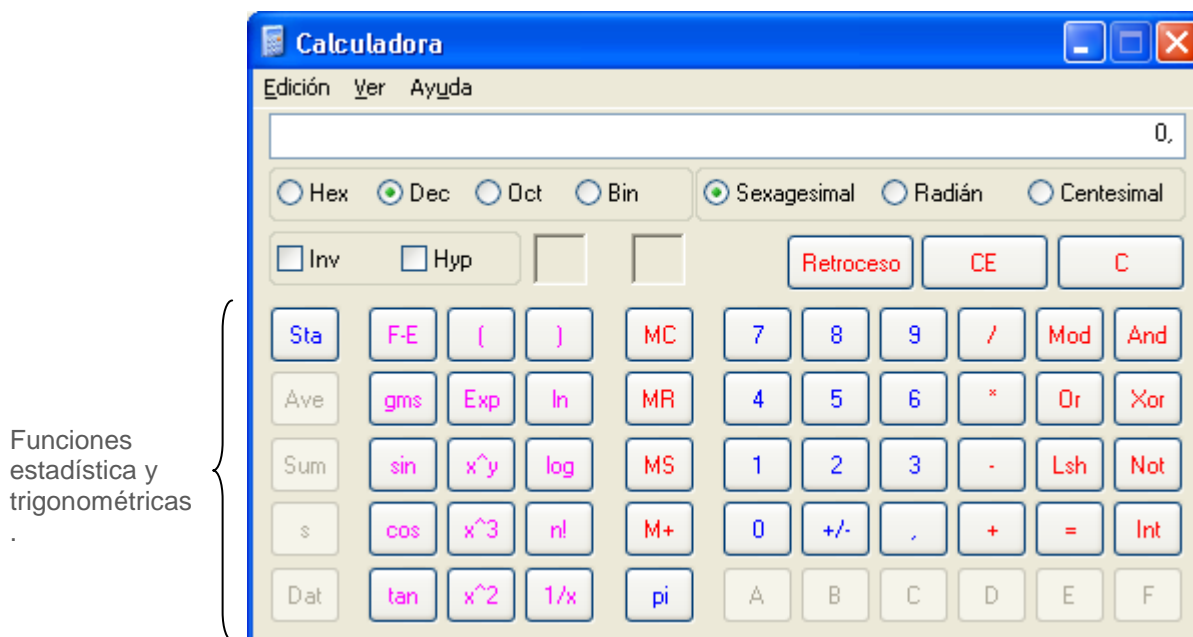 Calculadora
Edición Ver Ayuda
0,
Hex Dec Oct Bin Sexagesimal Radián Centesimal
Inv Hyp Retroceso CE C
Sta F-E ( ) MC 7 8 9 / Mod And
Ave gms Exp ln MR 4 5 6 * Or Xor
Sum sin x^y log MS 1 2 3 - Lsh Not
s cos x^3 n! M+ 0 +/- , + = Int
Dat tan x^2 1/x pi A B C D E F
Funciones
estadística y
trigonométricas
.